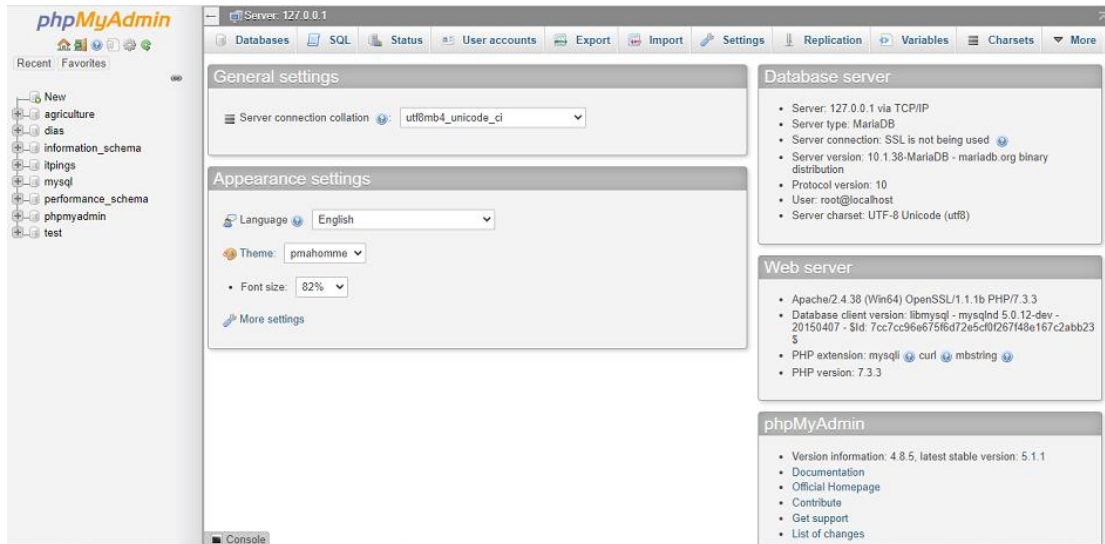 phpMyAdmin
Recent Favorites
New
agriculture
dias
information_schema
itpings
mysql
performance_schema
phpmyadmin
test
Server: 127.0.0.1
Databases SQL Status User accounts Export Import Settings Replication Variables Charsets More
General settings
Server connection collation : utf8mb4_unicode_ci
Appearance settings
Language English
Theme: pmahomme
Font size: 82%
More settings
Database server
Server: 127.0.0.1 via TCP/IP
Server type: MariaDB
Server connection: SSL is not being used
Server version: 10.1.38-MariaDB - mariadb.org binary
distribution
Protocol version: 10
User: root@localhost
Server charset: UTF-8 Unicode (utf8)
Web server
Apache/2.4.38 (Win64) OpenSSL/1.1.1b PHP/7.3.3
Database client version: libmysql - mysqlnd 5.0.12-dev -
20150407 - $Id: 7cc7cc96e675f6d72e5cf0f267f48e167c2abb23
$
PHP extension: mysqli curl mbstring
PHP version: 7.3.3
phpMyAdmin
Version information: 4.8.5, latest stable version: 5.1.1
Documentation
Official Homepage
Contribute
Get support
List of changes
Console